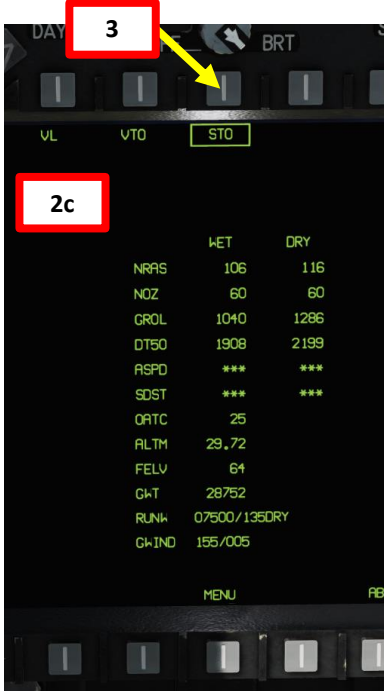 DAY
3
BRT
VL VTO STO
2c
WET DRY
NRAS 106 116
NOZ 60 60
GROL 1040 1286
DT50 1908 2199
ASPD *** ***
SDST *** ***
OATC 25
ALTM 29.72
FELV 64
GWT 28752
RUNW 07500/135DRY
GWIND 155/005
MENU